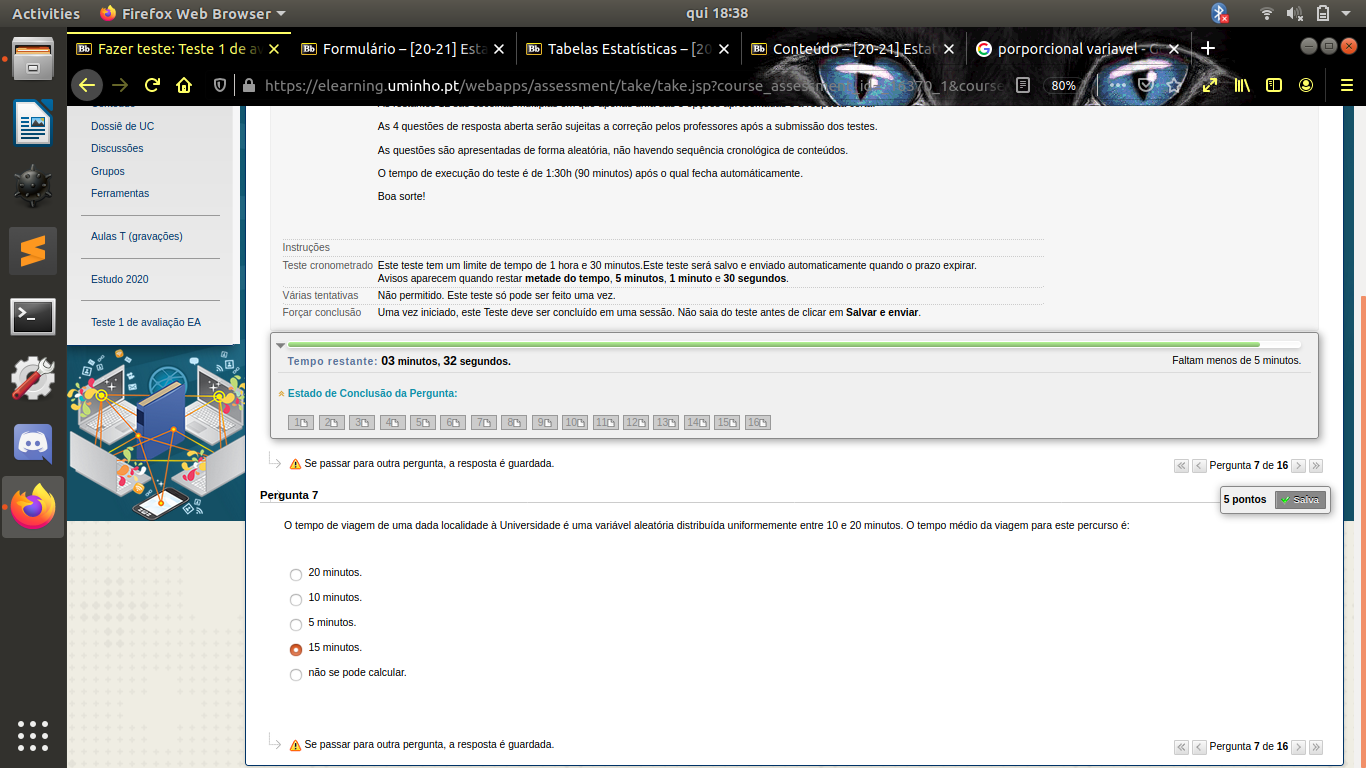 Activities
Firefox Web Browser
qui 18:38
Fazer teste: Teste 1 de av
Formulário – [20-21] Esta
Tabelas Estatísticas – [20
Conteúdo – [20-21] Estat
porporcional variavel - G
https://elearning.uminho.pt/webapps/assessment/take/take.jsp?course_assessment_id=
80%
Dossiê de UC
Discussões
Grupos
Ferramentas
Aulas T (gravações)
Estudo 2020
Teste 1 de avaliação EA
As 4 questões de resposta aberta serão sujeitas a correção pelos professores após a submissão dos testes.
As questões são apresentadas de forma aleatória, não havendo sequência cronológica de conteúdos.
O tempo de execução do teste é de 1:30h (90 minutos) após o qual fecha automáticamente.
Boa sorte!
Instruções
Teste cronometrado Este teste tem um limite de tempo de 1 hora e 30 minutos.Este teste será salvo e enviado automaticamente quando o prazo expirar.
Avisos aparecem quando restar metade do tempo, 5 minutos, 1 minuto e 30 segundos.
Várias tentativas Não permitido. Este teste só pode ser feito uma vez.
Forçar conclusão Uma vez iniciado, este Teste deve ser concluído em uma sessão. Não saia do teste antes de clicar em Salvar e enviar.
Tempo restante: 03 minutos, 32 segundos.
Faltam menos de 5 minutos.
Estado de Conclusão da Pergunta:
1 2 3 4 5 6 7 8 9 10 11 12 13 14 15 16
Se passar para outra pergunta, a resposta é guardada.
Pergunta 7 de 16
Pergunta 7
5 pontos
Salva
O tempo de viagem de uma dada localidade à Universidade é uma variável aleatória distribuída uniformemente entre 10 e 20 minutos. O tempo médio da viagem para este percurso é:
20 minutos.
10 minutos.
5 minutos.
15 minutos.
não se pode calcular.
Se passar para outra pergunta, a resposta é guardada.
Pergunta 7 de 16